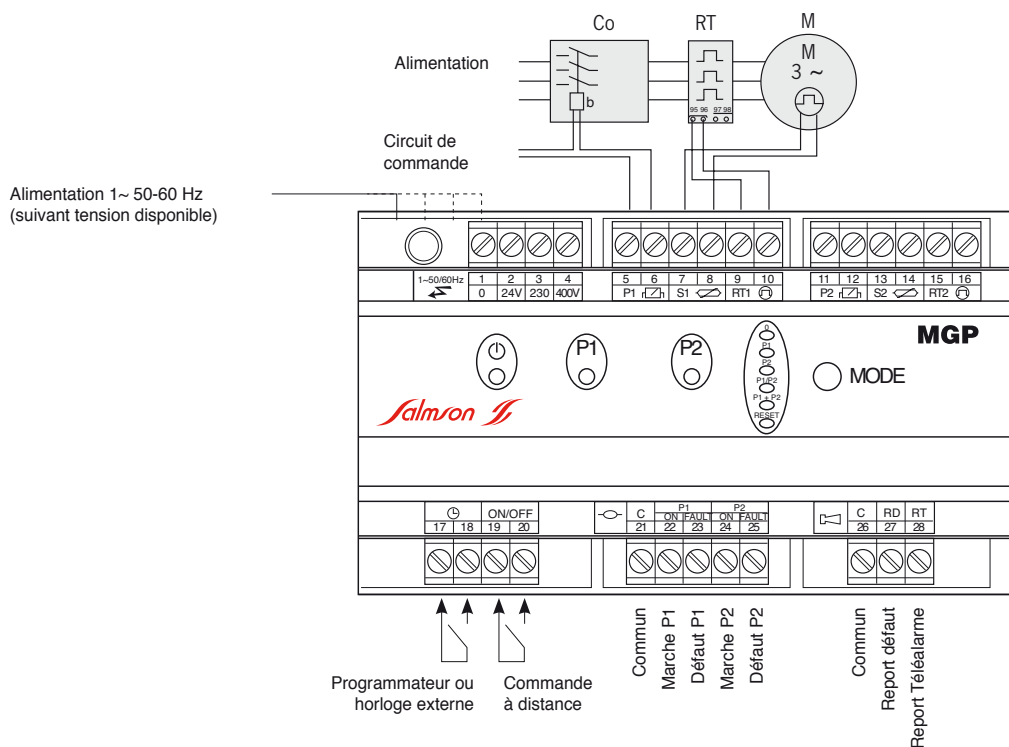 Co RT M
M
3 ~
Alimentation
b
95 96 97 98
Circuit de
commande
Alimentation 1~ 50-60 Hz
(suivant tension disponible)
1~50/60Hz
1 2 3 4
0 24V 230 400V
5 6 7 8 9 10
P1 S1 RT1
11 12 13 14 15 16
P2 S2 RT2
P1
P2
0
P1
P2
P1/P2
P1 + P2
RESET
MGP
MODE
Salmson
ON/OFF
17 18 19 20
C P1 P2
ON FAULT ON FAULT
21 22 23 24 25
C RD RT
26 27 28
Programmateur ou
horloge externe
Commande
à distance
Commun
Marche P1
Défaut P1
Marche P2
Défaut P2
Commun
Report défaut
Report Téléalarme